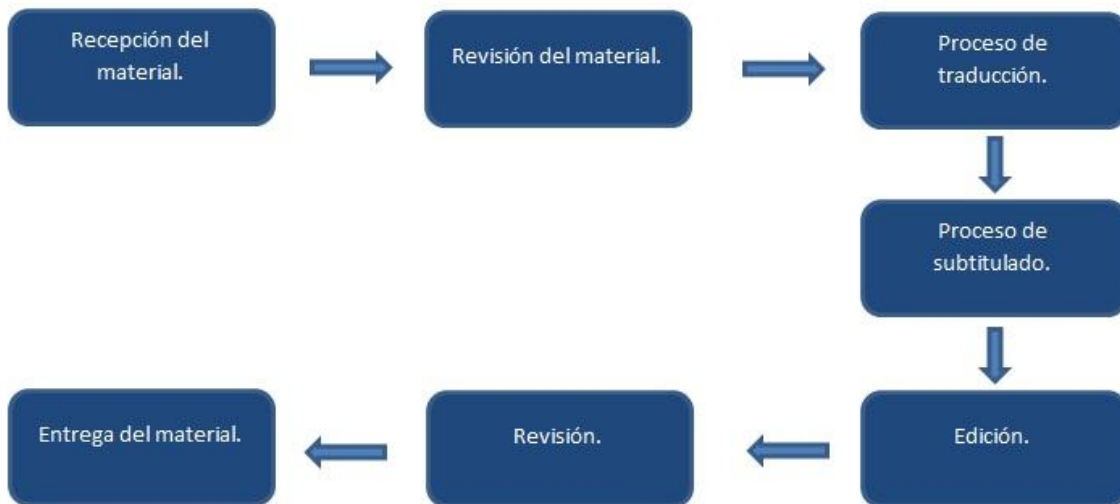 Recepción del
material.
Revisión del material.
Proceso de
traducción.
Proceso de
subtitulado.
Edición.
Revisión.
Entrega del material.